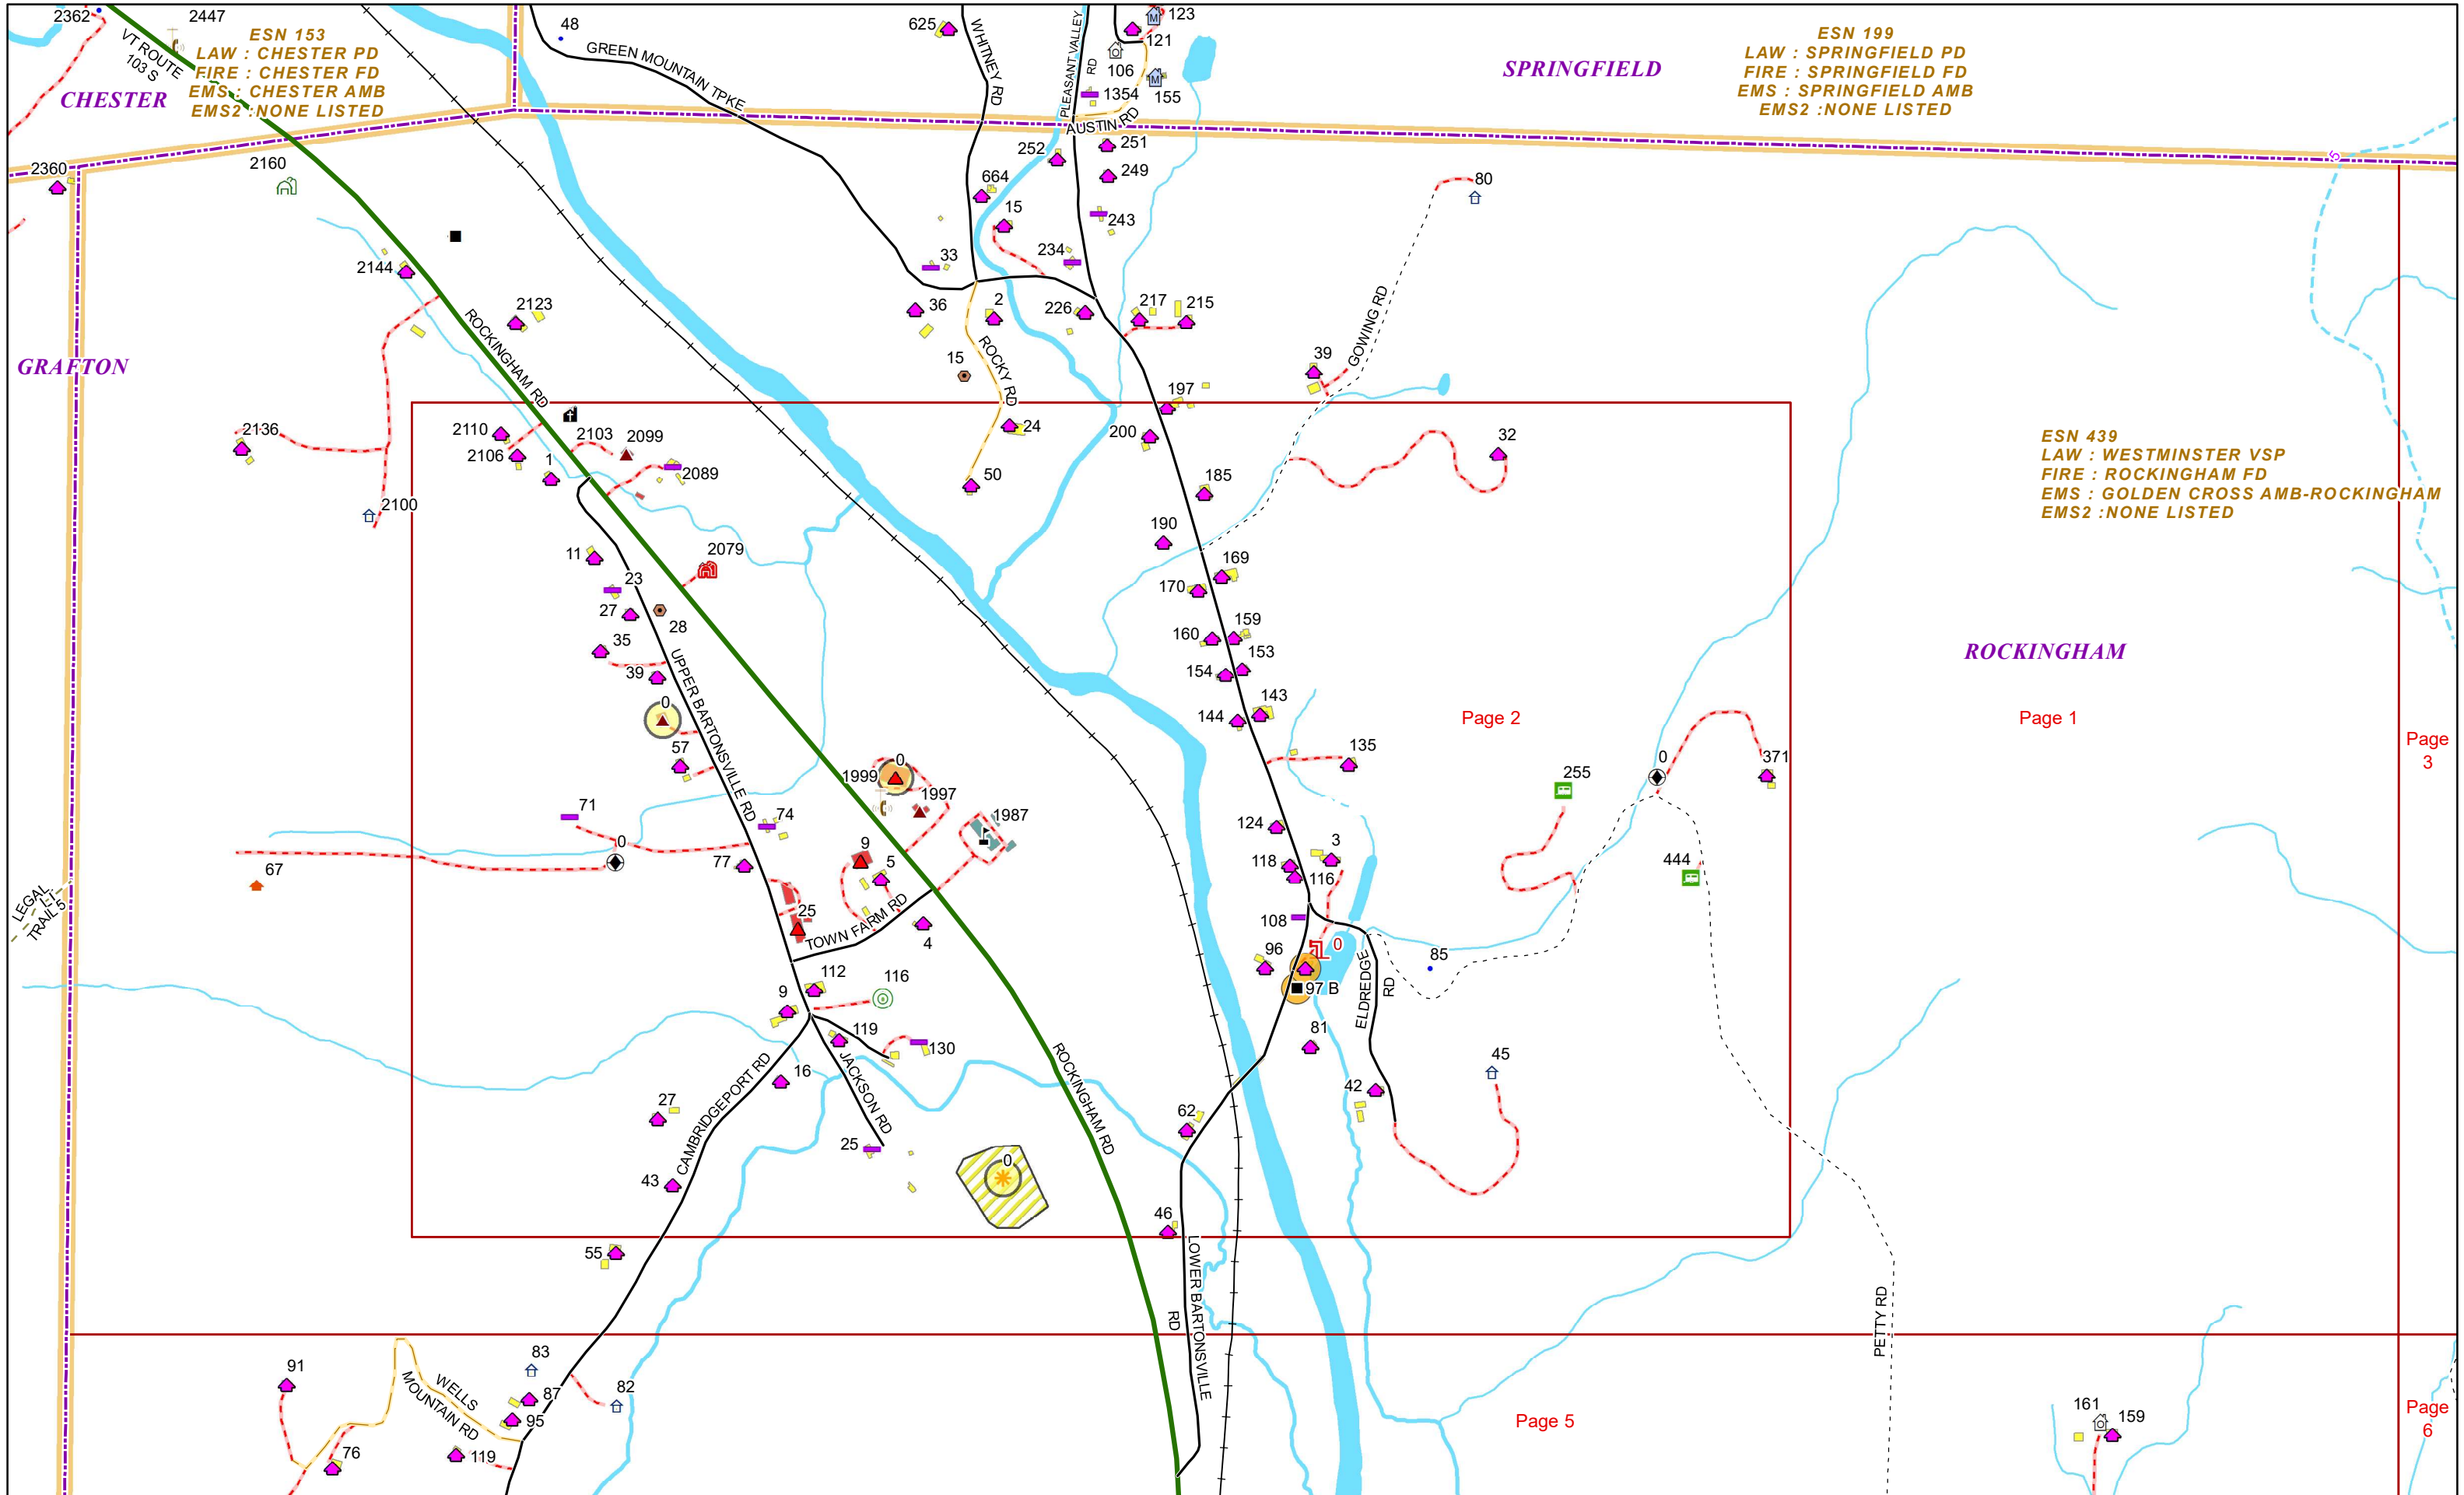 2362
2447
48
625
WHITNEY RD
PLEASANT VALLEY
RD
123
121
106
155
1354
VT ROUTE
103 S
ESN 153
LAW : CHESTER PD
FIRE : CHESTER FD
EMS : CHESTER AMB
EMS2 :NONE LISTED
CHESTER
GREEN MOUNTAIN TPKE
SPRINGFIELD
ESN 199
LAW : SPRINGFIELD PD
FIRE : SPRINGFIELD FD
EMS : SPRINGFIELD AMB
EMS2 :NONE LISTED
AUSTIN RD
251
252
249
2360
2160
664
15
243
234
80
5
2144
33
2123
36
2
226
217
215
ROCKINGHAM RD
GRAFTON
15
ROCKY RD
39
GOWING RD
197
2136
2110
2106
2103
2099
1
2089
24
200
32
ESN 439
LAW : WESTMINSTER VSP
FIRE : ROCKINGHAM FD
EMS : GOLDEN CROSS AMB-ROCKINGHAM
EMS2 :NONE LISTED
2100
50
185
190
11
2079
169
170
23
27
28
35
39
160
159
153
154
UPPER BARTONSVILLE RD
ROCKINGHAM
0
144
143
Page 2
Page 1
Page
3
57
135
0
1999
1997
0
371
255
71
74
1987
124
0
77
9
5
3
118
116
444
67
LEGAL
TRAIL 5
25
TOWN FARM RD
4
108
0
96
85
97 B
ELDREDGE
RD
112
116
9
119
130
81
16
JACKSON RD
CAMBRIDGEPORT RD
ROCKINGHAM RD
45
42
27
62
25
0
43
46
55
LOWER BARTONSVILLE
RD
PETTY RD
91
83
82
87
95
WELLS
MOUNTAIN RD
119
76
Page 5
161
159
Page
6